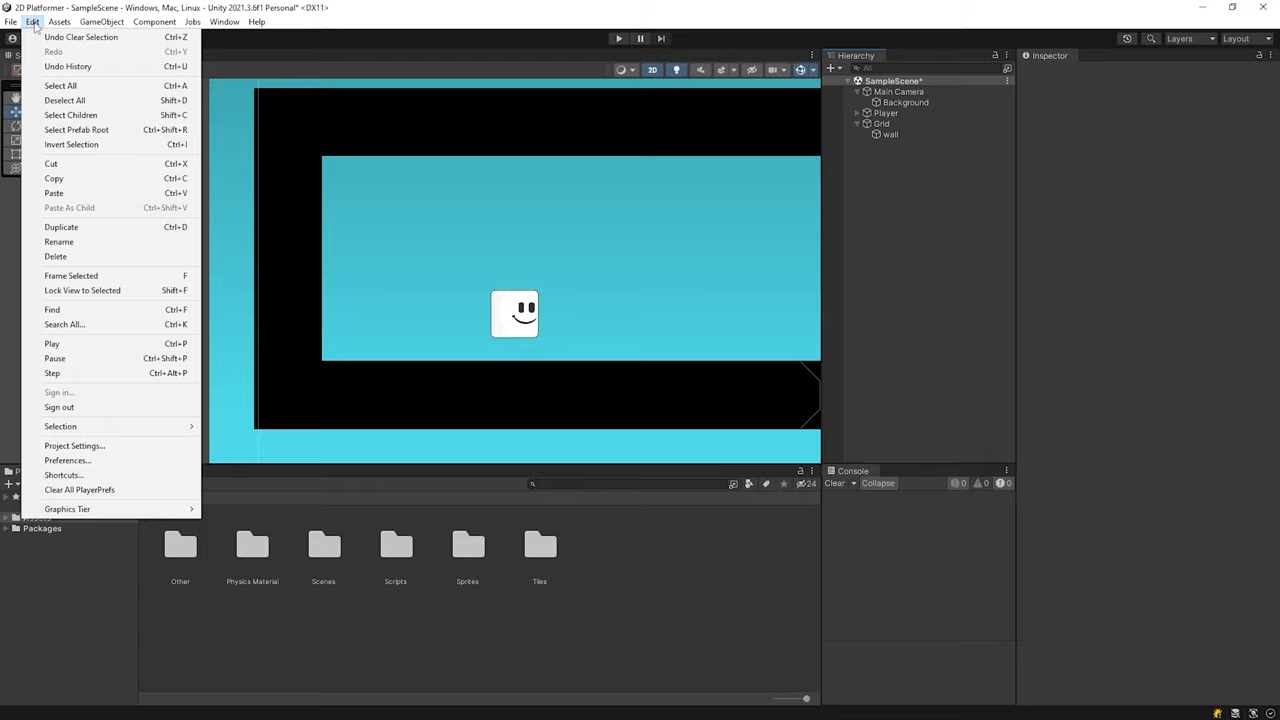 2D Platformer - SampleScene - Windows, Mac, Linux - Unity 2021.3.6f1 Personal* <DX11>
File Edit Assets GameObject Component Jobs Window Help
Layers Layout
Undo Clear Selection Ctrl+Z
Redo Ctrl+Y
Undo History Ctrl+U
Select All Ctrl+A
Deselect All Shift+D
Select Children Shift+C
Select Prefab Root Ctrl+Shift+R
Invert Selection Ctrl+I
Cut Ctrl+X
Copy Ctrl+C
Paste Ctrl+V
Paste As Child Ctrl+Shift+V
Duplicate Ctrl+D
Rename
Delete
Frame Selected F
Lock View to Selected Shift+F
Find Ctrl+F
Search All... Ctrl+K
Play Ctrl+P
Pause Ctrl+Shift+P
Step Ctrl+Alt+P
Sign in...
Sign out
Selection
Project Settings...
Preferences...
Shortcuts...
Clear All PlayerPrefs
Graphics Tier
2D
Hierarchy
All
SampleScene*
Main Camera
Background
Player
Grid
wall
Inspector
24
Packages
Other Physics Material Scenes Scripts Sprites Tiles
Console
Clear Collapse 0 0 0